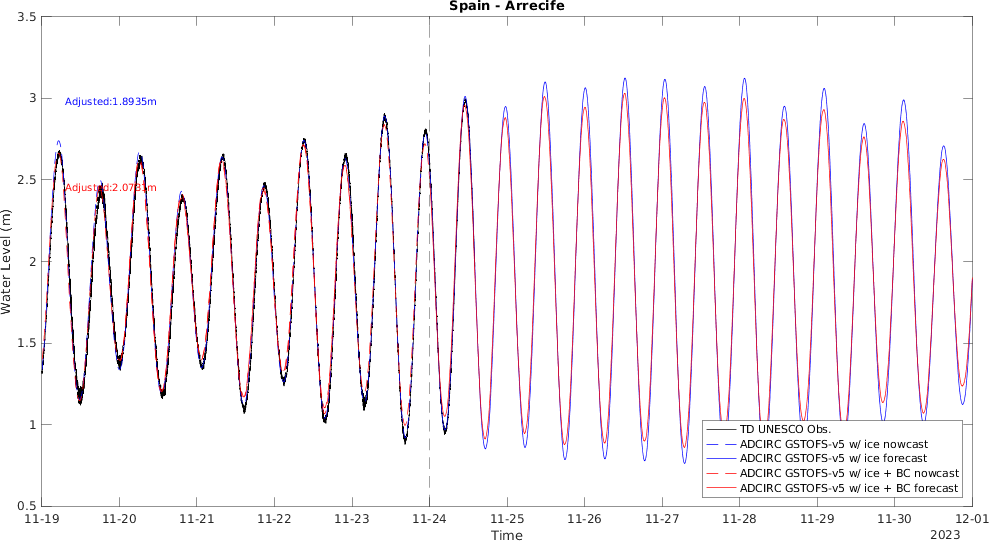 Spain - Arrecife
3.5
3
2.5
2
1.5
1
0.5
Water Level (m)
Adjusted:1.8935m
Adjusted:2.0731m
TD UNESCO Obs.
ADCIRC GSTOFS-v5 w/ ice nowcast
ADCIRC GSTOFS-v5 w/ ice forecast
ADCIRC GSTOFS-v5 w/ ice + BC nowcast
ADCIRC GSTOFS-v5 w/ ice + BC forecast
11-19 11-20 11-21 11-22 11-23 11-24 11-25 11-26 11-27 11-28 11-29 11-30 12-01
Time
2023